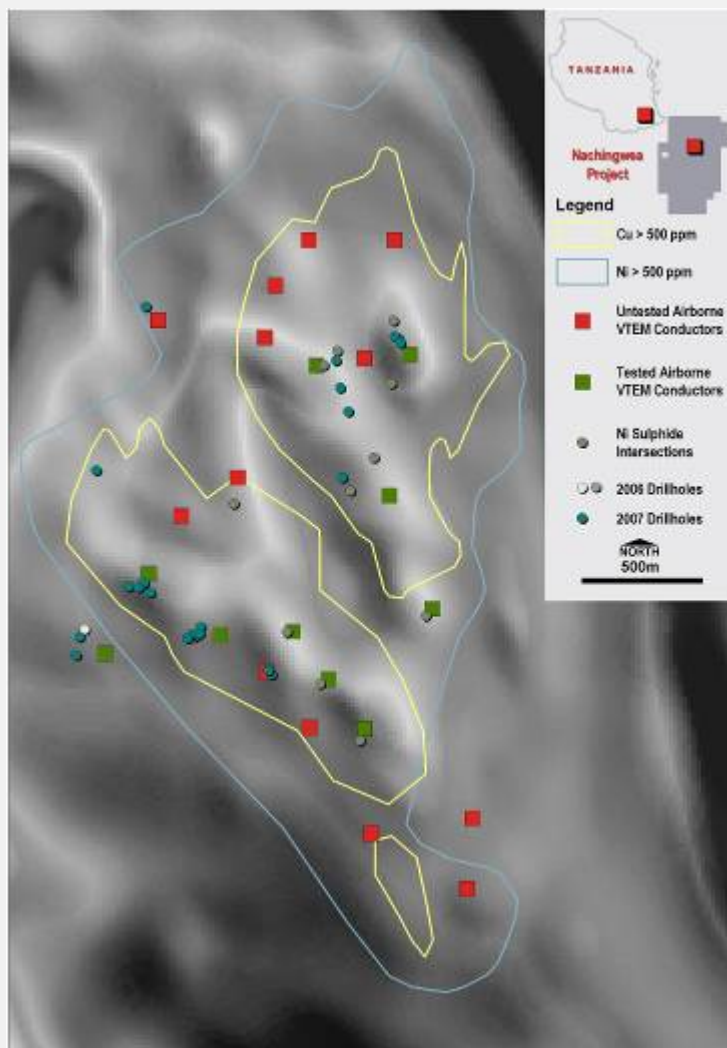 TANZANIA
Nachingwea
Project
Legend
Cu > 500 ppm
Ni > 500 ppm
Untested Airborne
VTEM Conductors
Tested Airborne
VTEM Conductors
Ni Sulphide
Intersections
2006 Drillholes
2007 Drillholes
NORTH
500m